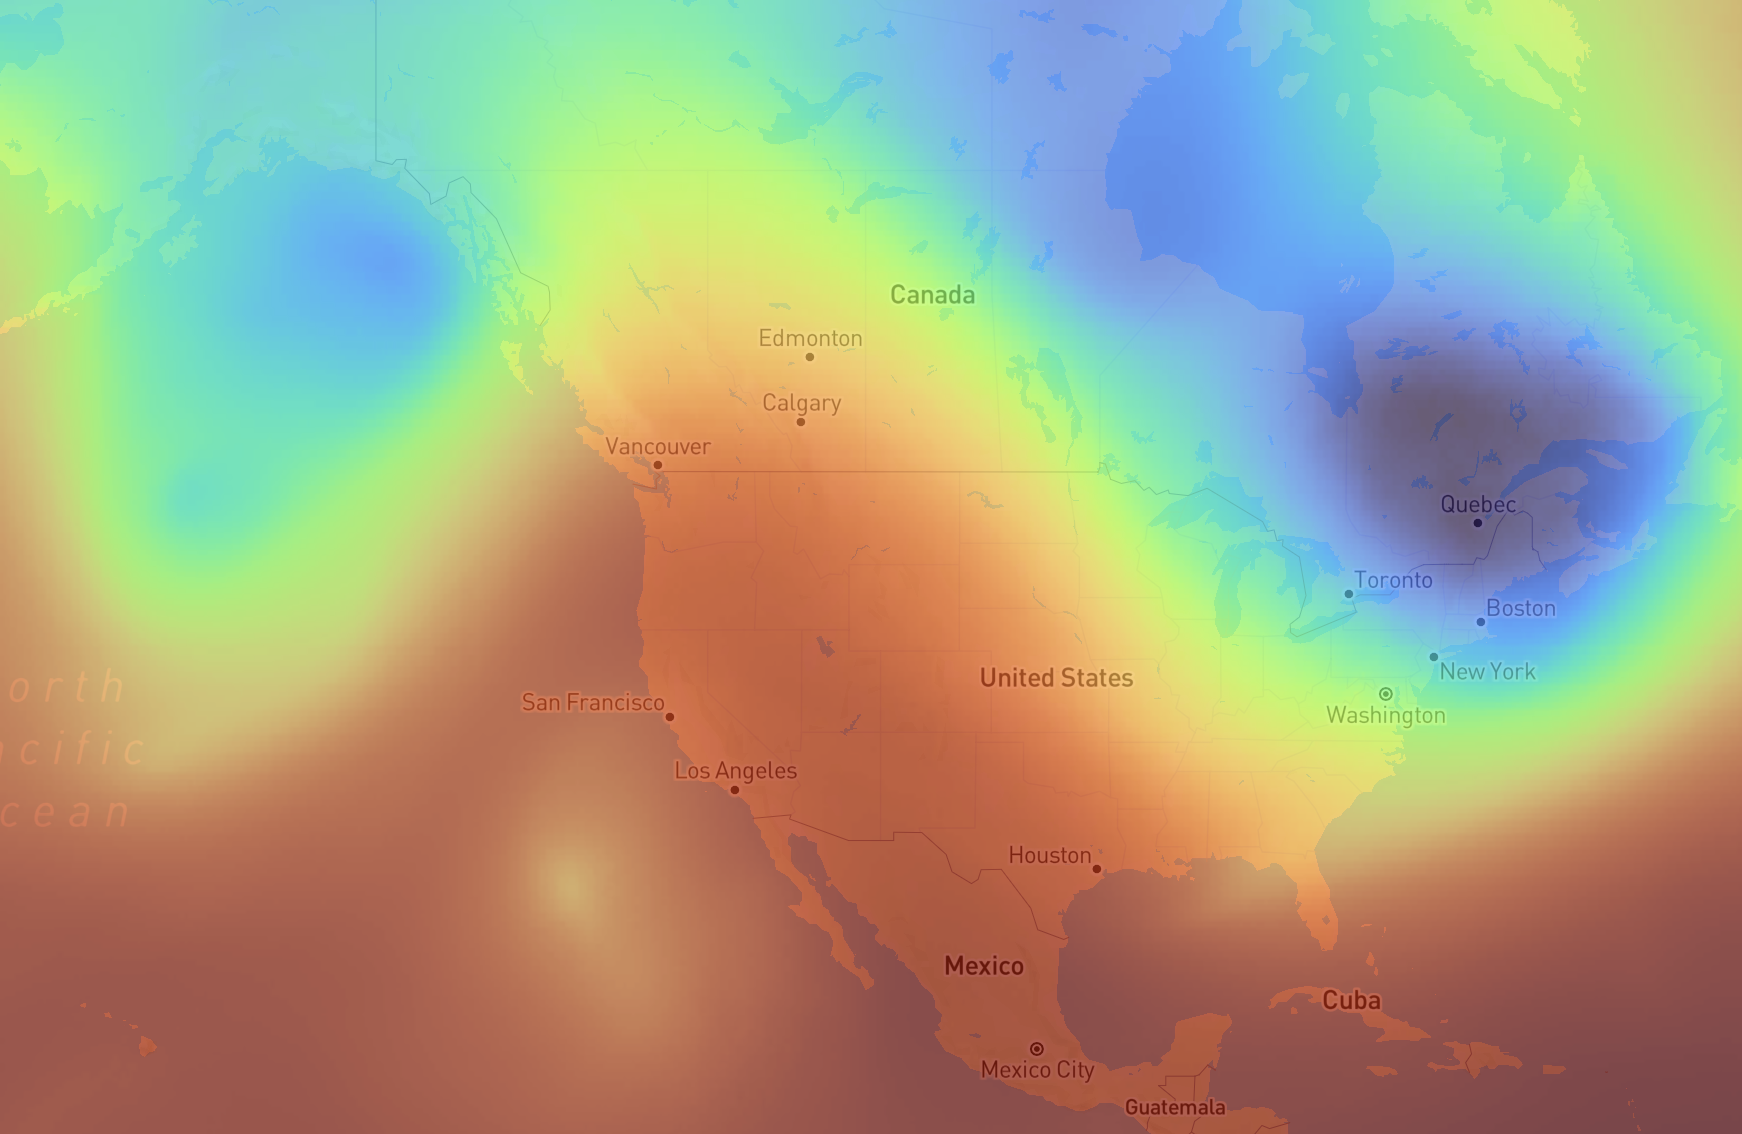 Canada
Edmonton
Calgary
Vancouver
Quebec
Toronto
Boston
New York
United States
orth
acific
cean
San Francisco
Washington
Los Angeles
Houston
Mexico
Cuba
Mexico City
Guatemala